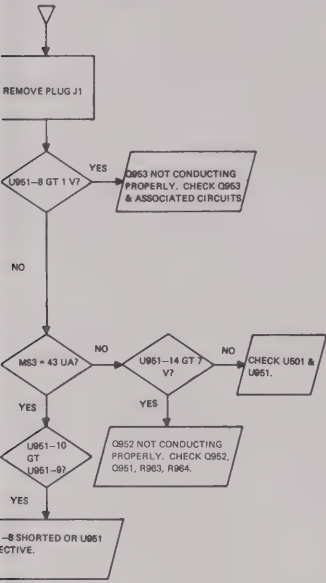 REMOVE PLUG J1
U951-8 GT 1 V?
YES
Q953 NOT CONDUCTING
PROPERLY. CHECK Q953
& ASSOCIATED CIRCUITS
NO
MS3 = 43 UA?
NO
U951-14 GT 7
V?
NO
CHECK U501 &
U951.
YES
YES
U951-10
GT
U951-9?
Q952 NOT CONDUCTING
PROPERLY. CHECK Q952,
Q951, R963, R964.
YES
-8 SHORTED OR U951
ECTIVE.